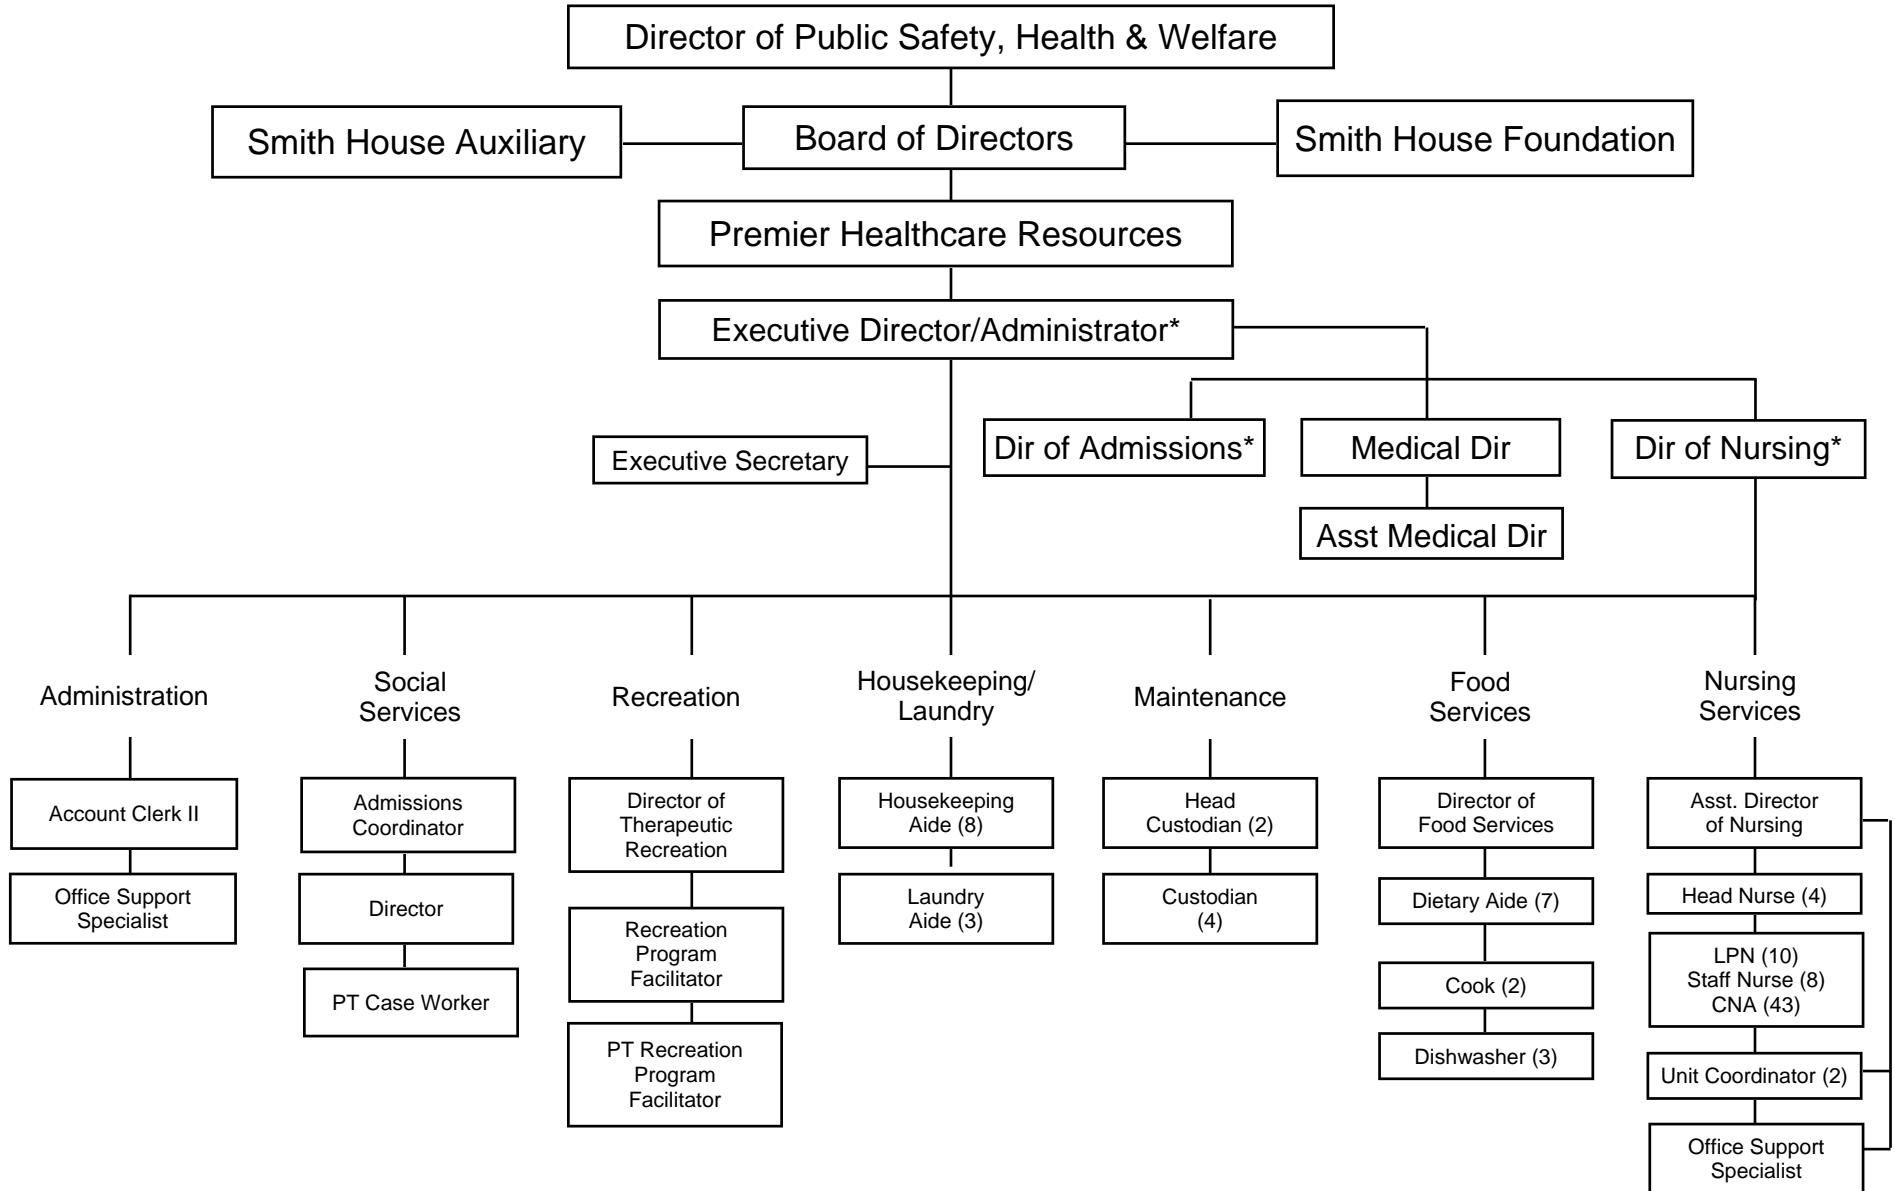 Director of Public Safety, Health & Welfare
Smith House Auxiliary
Board of Directors
Smith House Foundation
Premier Healthcare Resources
Executive Director/Administrator*
Executive Secretary
Dir of Admissions*
Medical Dir
Dir of Nursing*
Asst Medical Dir
Administration
Account Clerk II
Office Support
Specialist
Social
Services
Admissions
Coordinator
Director
PT Case Worker
Recreation
Director of
Therapeutic
Recreation
Recreation
Program
Facilitator
PT Recreation
Program
Facilitator
Housekeeping/
Laundry
Housekeeping
Aide (8)
Laundry
Aide (3)
Maintenance
Head
Custodian (2)
Custodian
(4)
Food
Services
Director of
Food Services
Dietary Aide (7)
Cook (2)
Dishwasher (3)
Nursing
Services
Asst. Director
of Nursing
Head Nurse (4)
LPN (10)
Staff Nurse (8)
CNA (43)
Unit Coordinator (2)
Office Support
Specialist